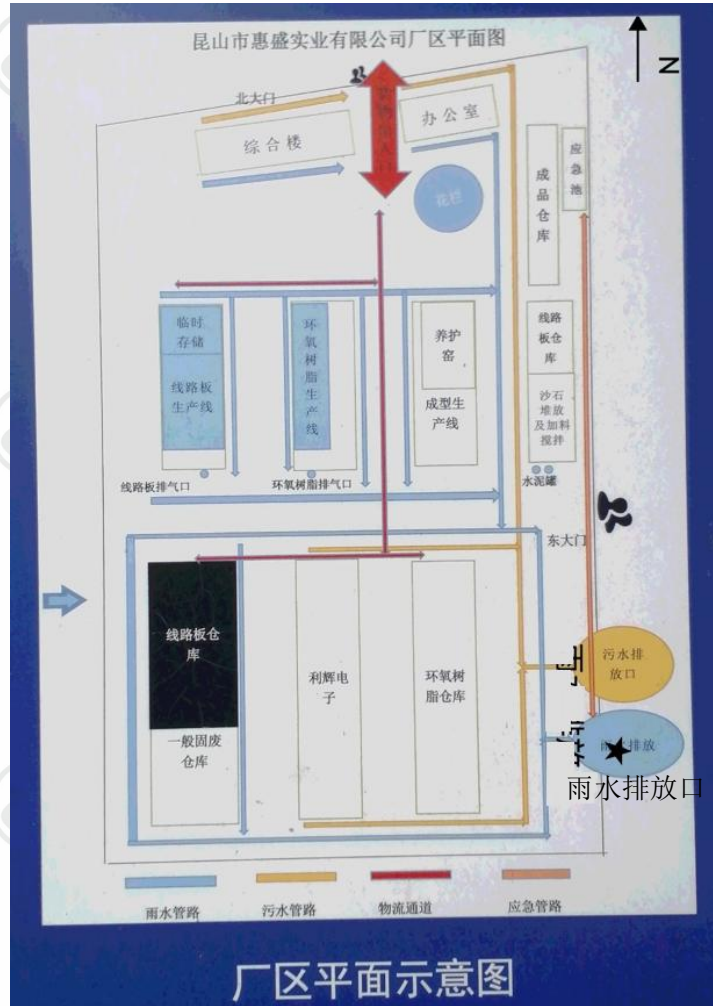 昆山市惠盛实业有限公司厂区平面图
N
北大门
综合楼
办公室
花坛
成品仓库
应急池
临时
存储
线路板
生产线
环氧树脂生产线
养护
窑
成型生
产线
线路
板仓
库
沙石
堆放
及加料
搅拌
线路板排气口
环氧树脂排气口
水泥罐
东大门
线路板仓
库
一般固废
仓库
利辉电
子
环氧树
脂仓库
污水排
放口
雨水排放
雨水排放口
雨水管路
污水管路
物流通道
应急管路
厂区平面示意图